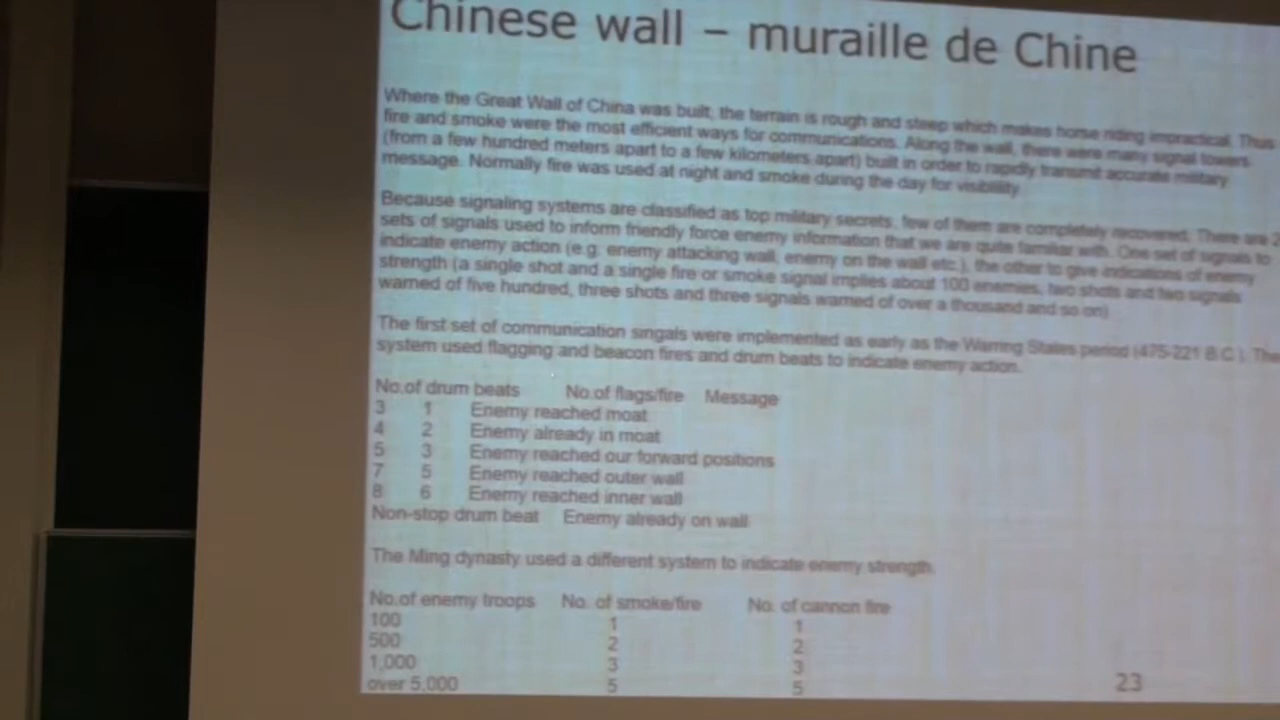 Chinese wall – muraille de Chine
Where the Great Wall of China was built, the terrain is rough and steep which makes horse riding impractical. Thus
fire and smoke were the most efficient ways for communications. Along the wall, there were many signal towers
(from a few hundred meters apart to a few kilometers apart) built in order to rapidly transmit accurate military
message. Normally fire was used at night and smoke during the day for visibility.
Because signaling systems are classified as top military secrets, few of them are completely recovered. There are 2
sets of signals used to inform friendly force enemy information that we are quite familiar with. One set of signals to
indicate enemy action (e.g. enemy attacking wall, enemy on the wall etc.), the other to give indications of enemy
strength (a single shot and a single fire or smoke signal implies about 100 enemies, two shots and two signals
warned of five hundred, three shots and three signals warned of over a thousand and so on)
The first set of communication singals were implemented as early as the Warring States period (475-221 B.C.). The
system used flagging and beacon fires and drum beats to indicate enemy action.
No.of drum beats No.of flags/fire Message
3 1 Enemy reached moat
4 2 Enemy already in moat
5 3 Enemy reached our forward positions
7 5 Enemy reached outer wall
8 6 Enemy reached inner wall
Non-stop drum beat Enemy already on wall
The Ming dynasty used a different system to indicate enemy strength.
No.of enemy troops No. of smoke/fire No. of cannon fire
100 1 1
500 2 2
1,000 3 3
over 5,000 5 5
23